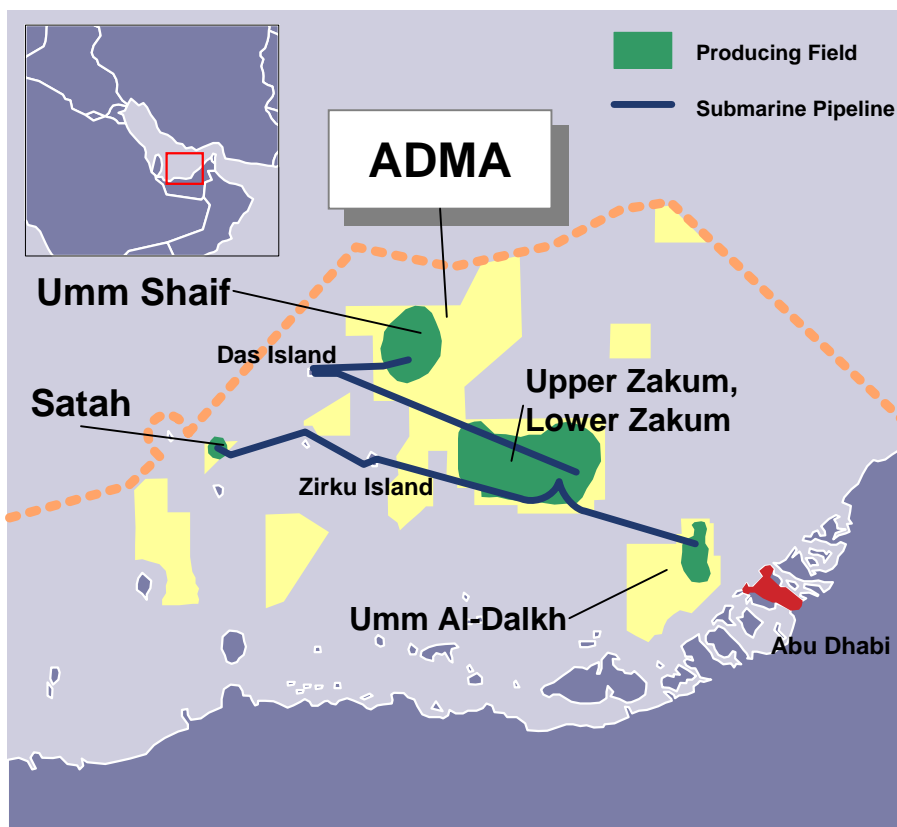 Producing Field
Submarine Pipeline
ADMA
Umm Shaif
Das Island
Upper Zakum,
Lower Zakum
Satah
Zirku Island
Umm Al-Dalkh
Abu Dhabi